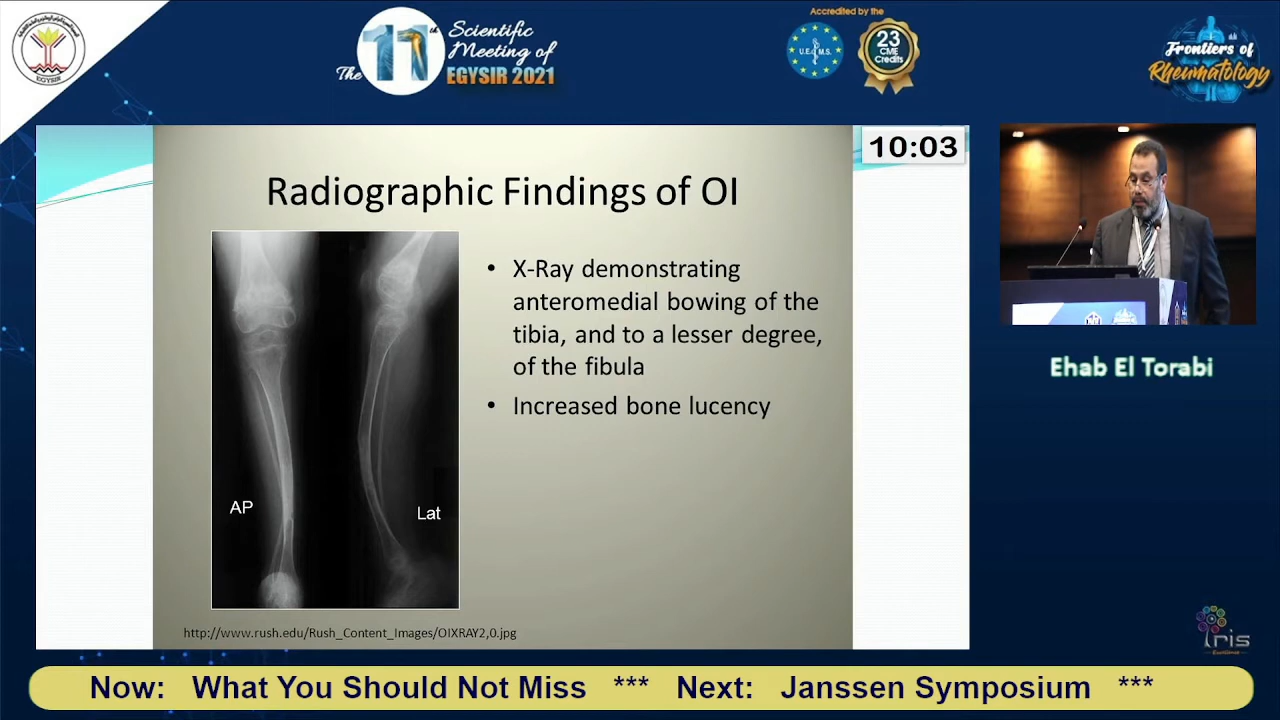 EGYSIR
The 11th
Scientific
Meeting of
EGYSIR 2021
Accredited by the
U.E.M.S.
23
CME
Credits
Frontiers of
Rheumatology
10:03
Radiographic Findings of OI
• X-Ray demonstrating
anteromedial bowing of the
tibia, and to a lesser degree,
of the fibula
• Increased bone lucency
AP
Lat
http://www.rush.edu/Rush_Content_Images/OIXRAY2,0.jpg
Ehab El Torabi
Iris
Excellence
Now: What You Should Not Miss *** Next: Janssen Symposium ***